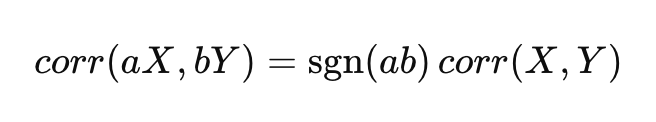 corr(aX, bY) = sgn(ab) corr(X, Y)